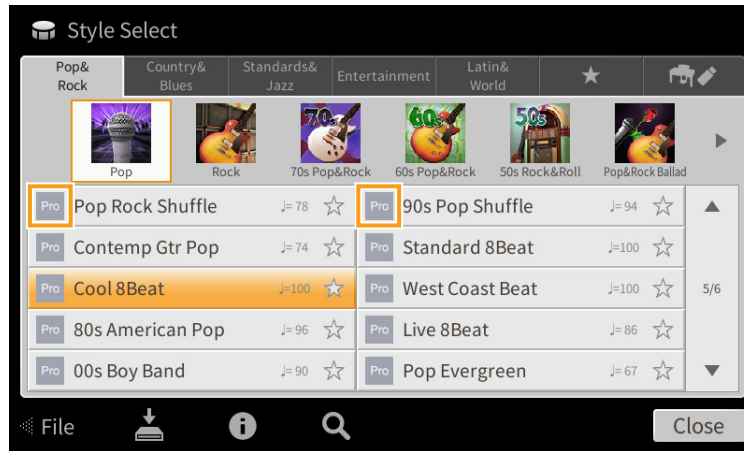 Style Select
Pop&
Rock
Country&
Blues
Standards&
Jazz
Entertainment
Latin&
World
70s
60s
50s
Pop
Rock
70s Pop&Rock
60s Pop&Rock
50s Rock&Roll
Pop&Rock Ballad
Pro Pop Rock Shuffle ♩= 78
Pro 90s Pop Shuffle ♩= 94
Pro Contemp Gtr Pop ♩= 74
Pro Standard 8Beat ♩=100
Pro Cool 8Beat ♩=100
Pro West Coast Beat ♩=100
5/6
Pro 80s American Pop ♩= 96
Pro Live 8Beat ♩= 86
Pro 00s Boy Band ♩= 90
Pro Pop Evergreen ♩= 67
File
Close